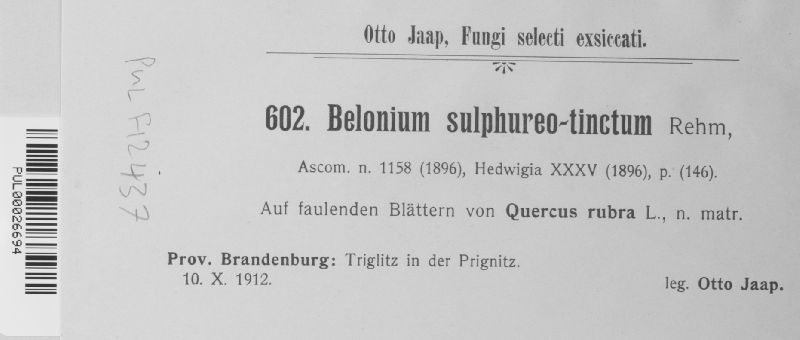 Otto Jaap, Fungi selecti exsiccati.
602. Belonium sulphureo-tinctum Rehm,
Ascom. n. 1158 (1896), Hedwigia XXXV (1896), p. (146).
Auf faulenden Blättern von Quercus rubra L., n. matr.
Prov. Brandenburg: Triglitz in der Prignitz.
10. X. 1912.
leg. Otto Jaap.
PUL F12437
PUL00026694